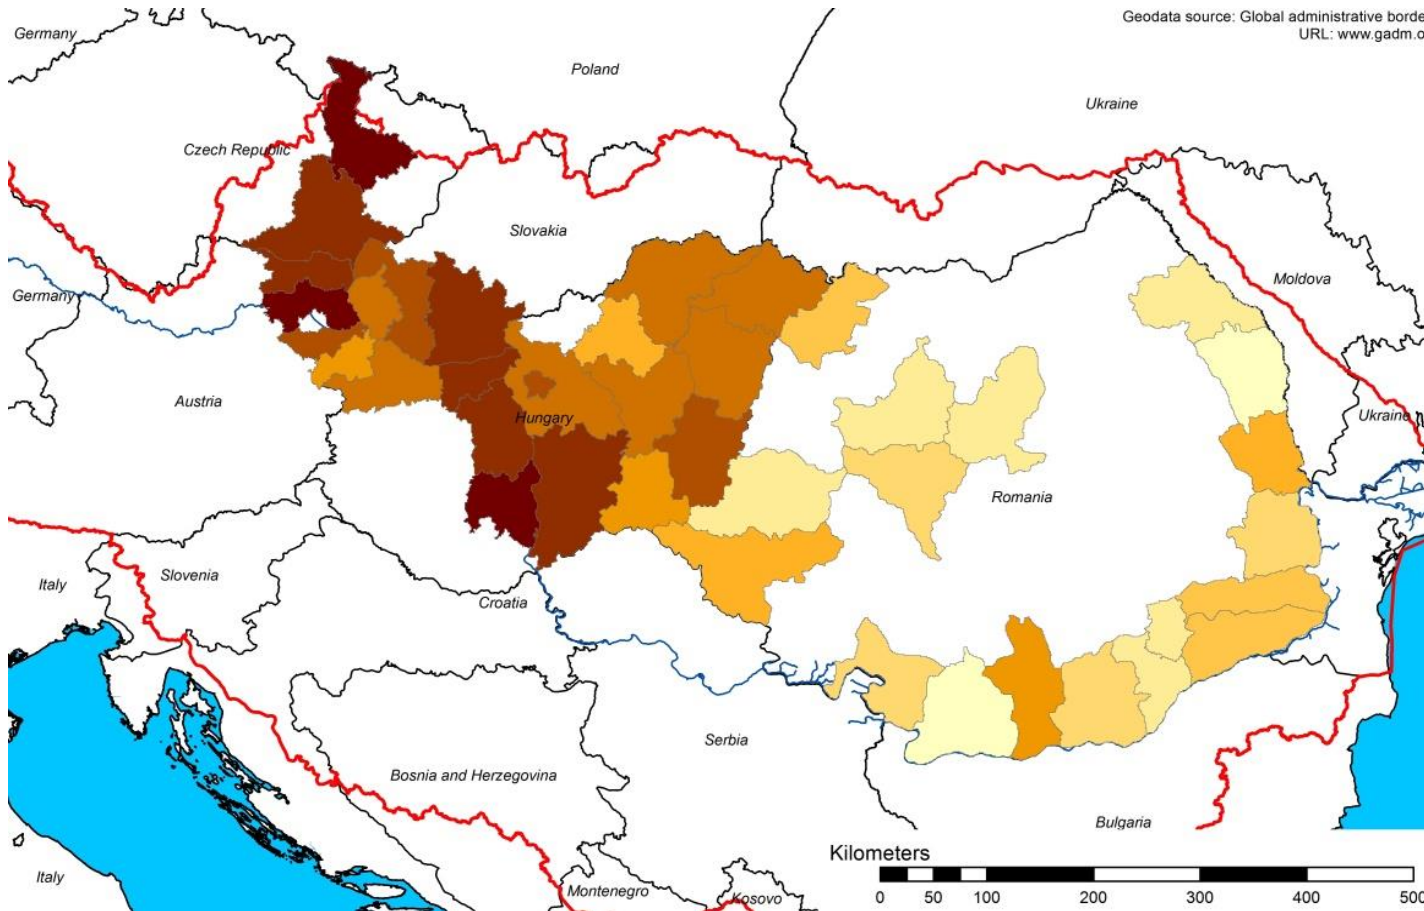 Geodata source: Global administrative borde
URL: www.gadm.o
Germany
Poland
Ukraine
Czech Republic
Slovakia
Moldova
Germany
Austria
Hungary
Ukraine
Romania
Italy
Slovenia
Croatia
Serbia
Bosnia and Herzegovina
Bulgaria
Kilometers
Italy
Montenegro
Kosovo
0 50 100 200 300 400 500